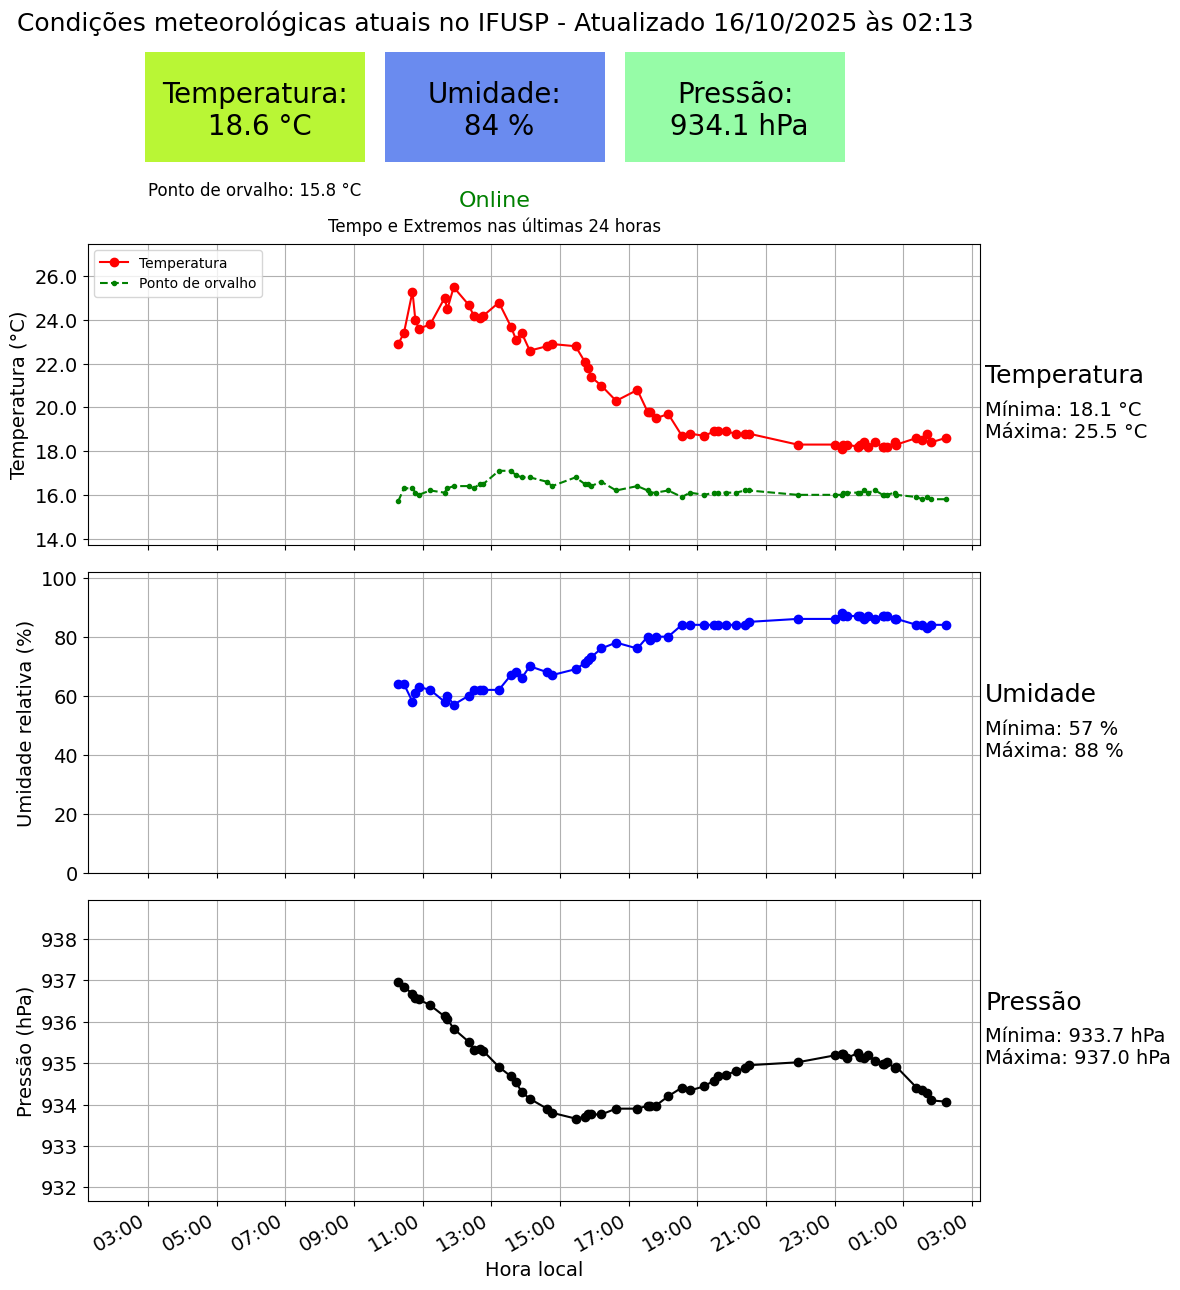 Condições meteorológicas atuais no IFUSP - Atualizado 16/10/2025 às 02:13
Temperatura:
18.6 °C
Umidade:
84 %
Pressão:
934.1 hPa
Ponto de orvalho: 15.8 °C
Online
Tempo e Extremos nas últimas 24 horas
Temperatura
Ponto de orvalho
Temperatura (°C)
26.0
24.0
22.0
20.0
18.0
16.0
14.0
Temperatura
Mínima: 18.1 °C
Máxima: 25.5 °C
Umidade relativa (%)
100
80
60
40
20
0
Umidade
Mínima: 57 %
Máxima: 88 %
Pressão (hPa)
938
937
936
935
934
933
932
Pressão
Mínima: 933.7 hPa
Máxima: 937.0 hPa
03:00
05:00
07:00
09:00
11:00
13:00
15:00
17:00
19:00
21:00
23:00
01:00
03:00
Hora local